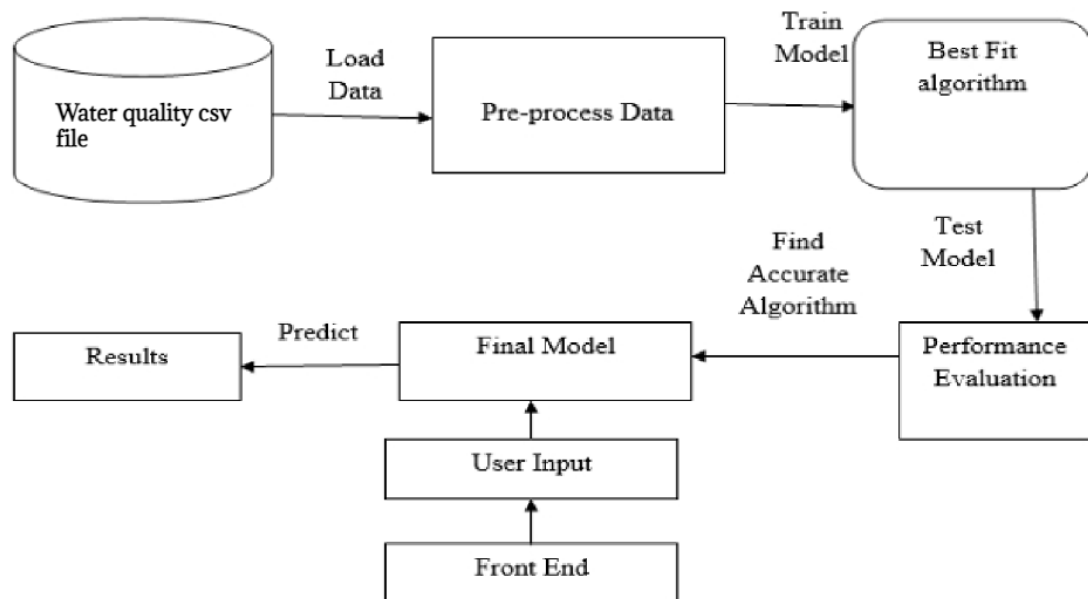 Water quality csv
file
Load
Data
Pre-process Data
Train
Model
Best Fit
algorithm
Test
Model
Performance
Evaluation
Find
Accurate
Algorithm
Final Model
Predict
Results
User Input
Front End